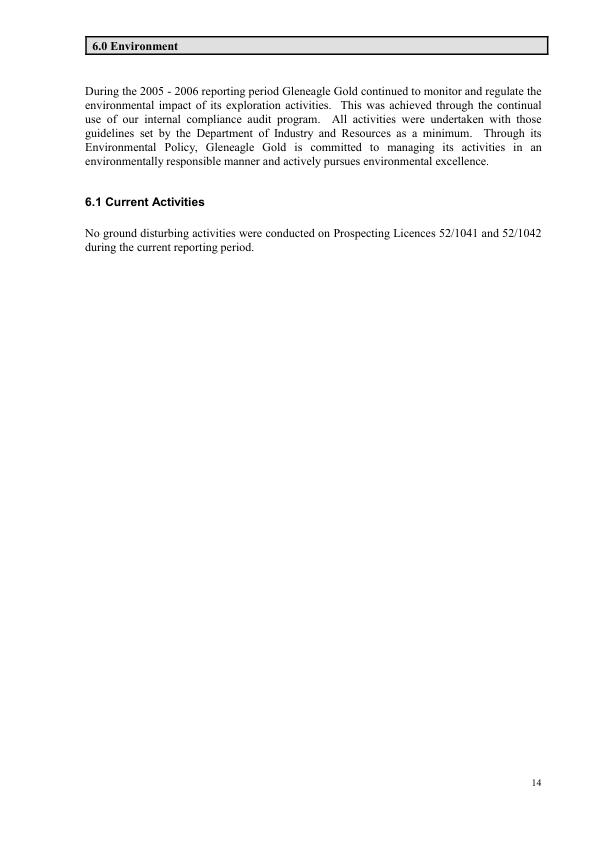 6.0 Environment
During the 2005 - 2006 reporting period Gleneagle Gold continued to monitor and regulate the
environmental impact of its exploration activities.  This was achieved through the continual
use of our internal compliance audit program.  All activities were undertaken with those
guidelines set by the Department of Industry and Resources as a minimum.  Through its
Environmental Policy, Gleneagle Gold is committed to managing its activities in an
environmentally responsible manner and actively pursues environmental excellence.
6.1 Current Activities
No ground disturbing activities were conducted on Prospecting Licences 52/1041 and 52/1042
during the current reporting period.
14